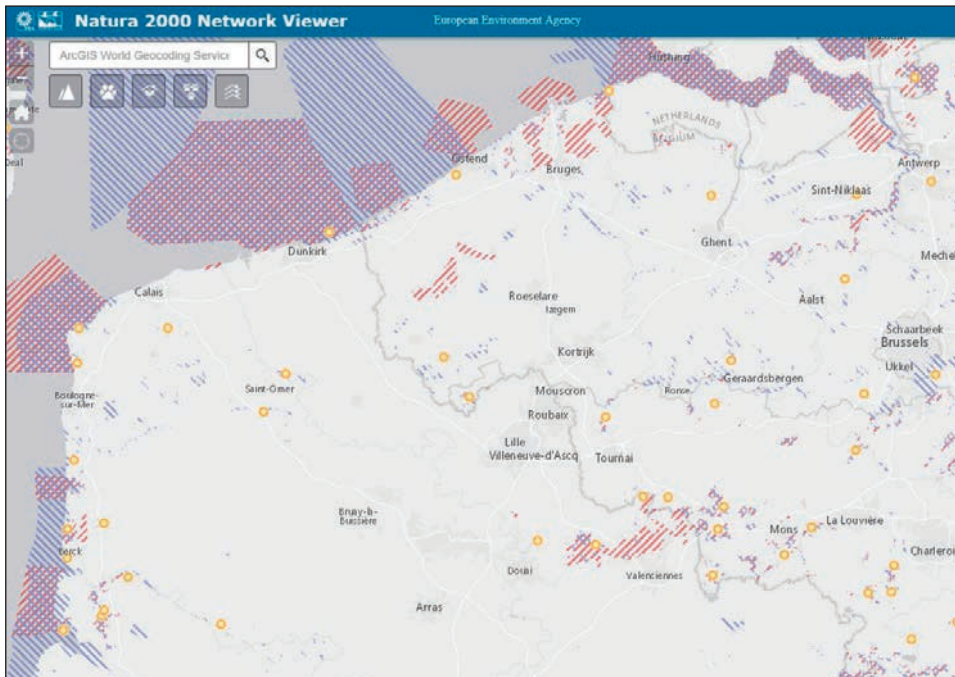 Natura 2000 Network Viewer
European Environment Agency
ArcGIS World Geocoding Service
Deal
NETHERLANDS
BELGIUM
Ostend
Bruges
Antwerp
Sint-Niklaas
Ghent
Dunkirk
Mechel
Calais
Roeselare
Izegem
Aalst
Schaarbeek
Brussels
Kortrijk
Ukkel
Geraardsbergen
Saint-Omer
Mouscron
Ronse
Boulogne-
sur-Mer
Roubaix
Lille
Villeneuve-d'Ascq
Tournai
Bruay-la-
Buissière
Mons
La Louvière
Berck
Douai
Valenciennes
Charleroi
Arras